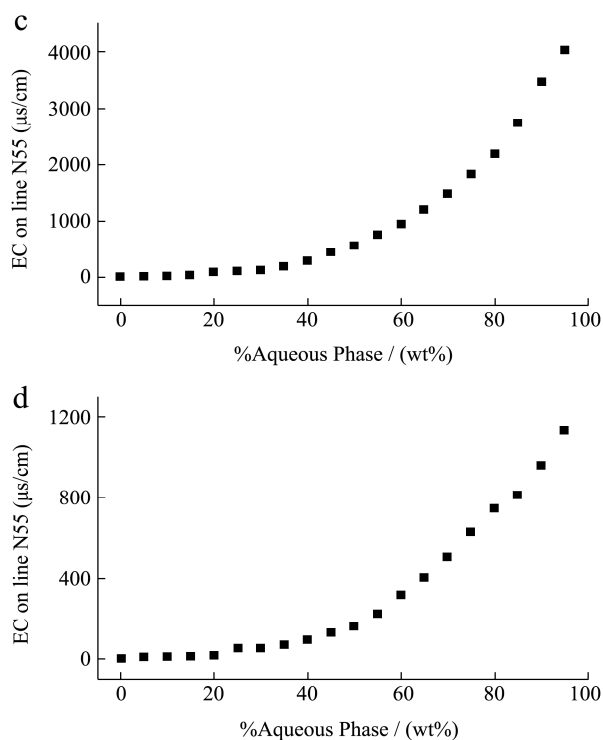 c
4000
3000
2000
1000
0
EC on line N55 (μs/cm)
0 20 40 60 80 100
%Aqueous Phase / (wt%)
d
1200
800
400
0
EC on line N55 (μs/cm)
0 20 40 60 80 100
%Aqueous Phase / (wt%)